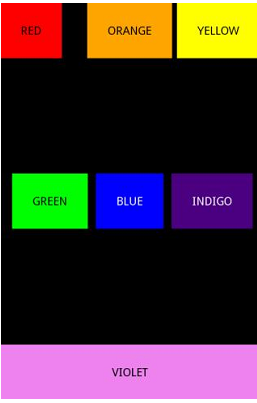 RED ORANGE YELLOW
GREEN BLUE INDIGO
VIOLET